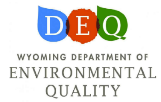 DEQ
WYOMING DEPARTMENT OF
ENVIRONMENTAL
QUALITY